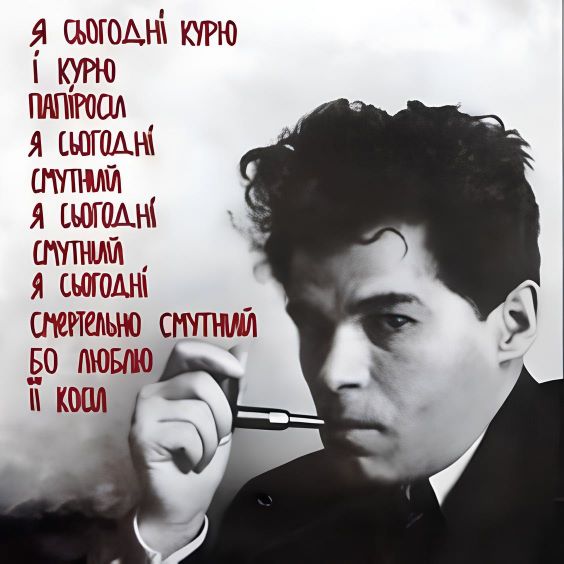 Я СЬОГОДНІ КУРЮ
І КУРЮ
ПАПІРОСИ
Я СЬОГОДНІ
СМУТНИЙ
Я СЬОГОДНІ
СМУТНИЙ
Я СЬОГОДНІ
СМЕРТЕЛЬНО СМУТНИЙ
БО ЛЮБЛЮ
ЇЇ КОСИ